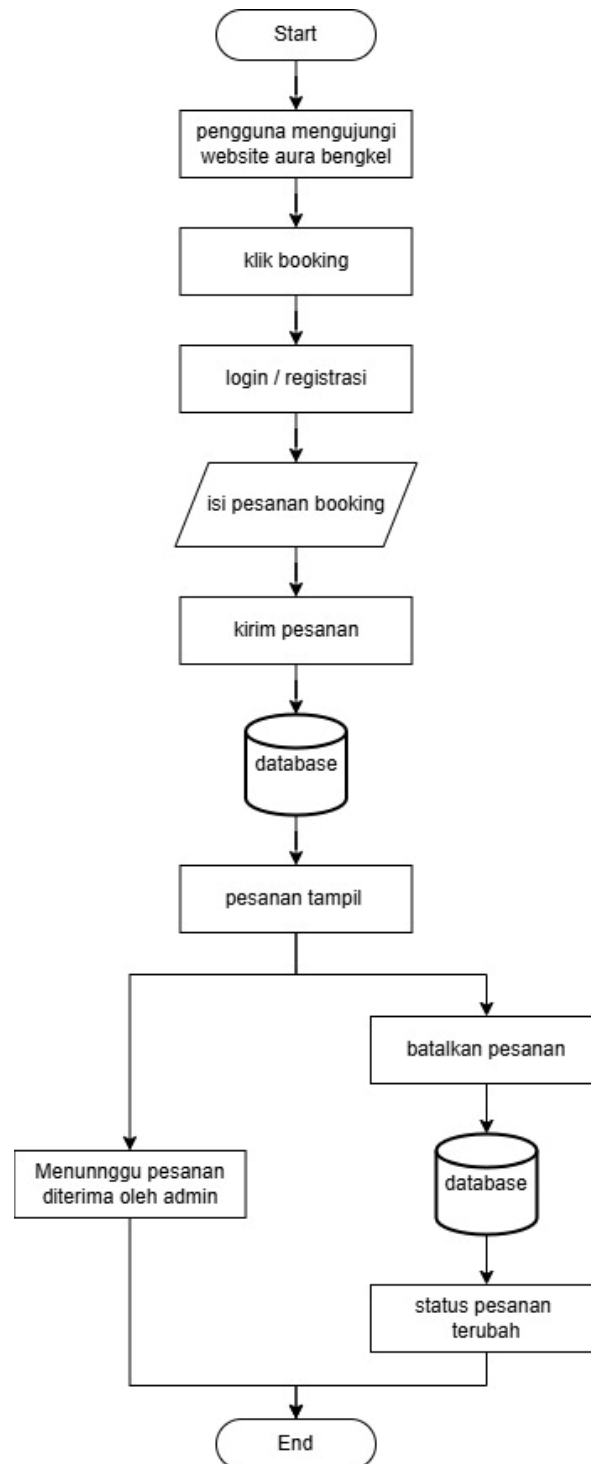 Start
pengguna mengujungi
website aura bengkel
klik booking
login / registrasi
isi pesanan booking
kirim pesanan
database
pesanan tampil
batalkan pesanan
Menunnggu pesanan
diterima oleh admin
database
status pesanan
terubah
End